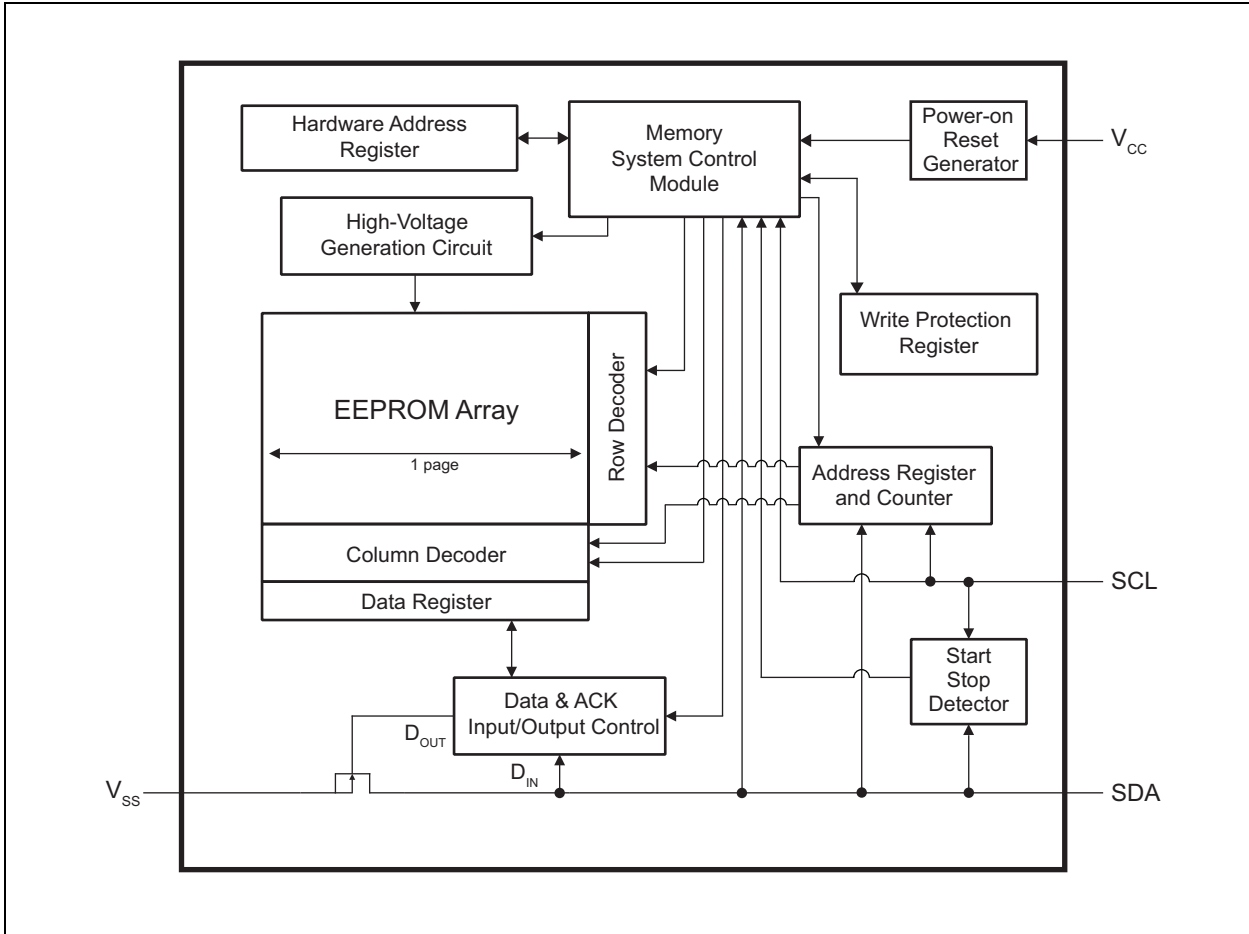 Hardware Address
Register
Memory
System Control
Module
Power-on
Reset
Generator
VCC
High-Voltage
Generation Circuit
Write Protection
Register
EEPROM Array
1 page
Row Decoder
Address Register
and Counter
Column Decoder
Data Register
SCL
Start
Stop
Detector
Data & ACK
Input/Output Control
DOUT
DIN
VSS
SDA